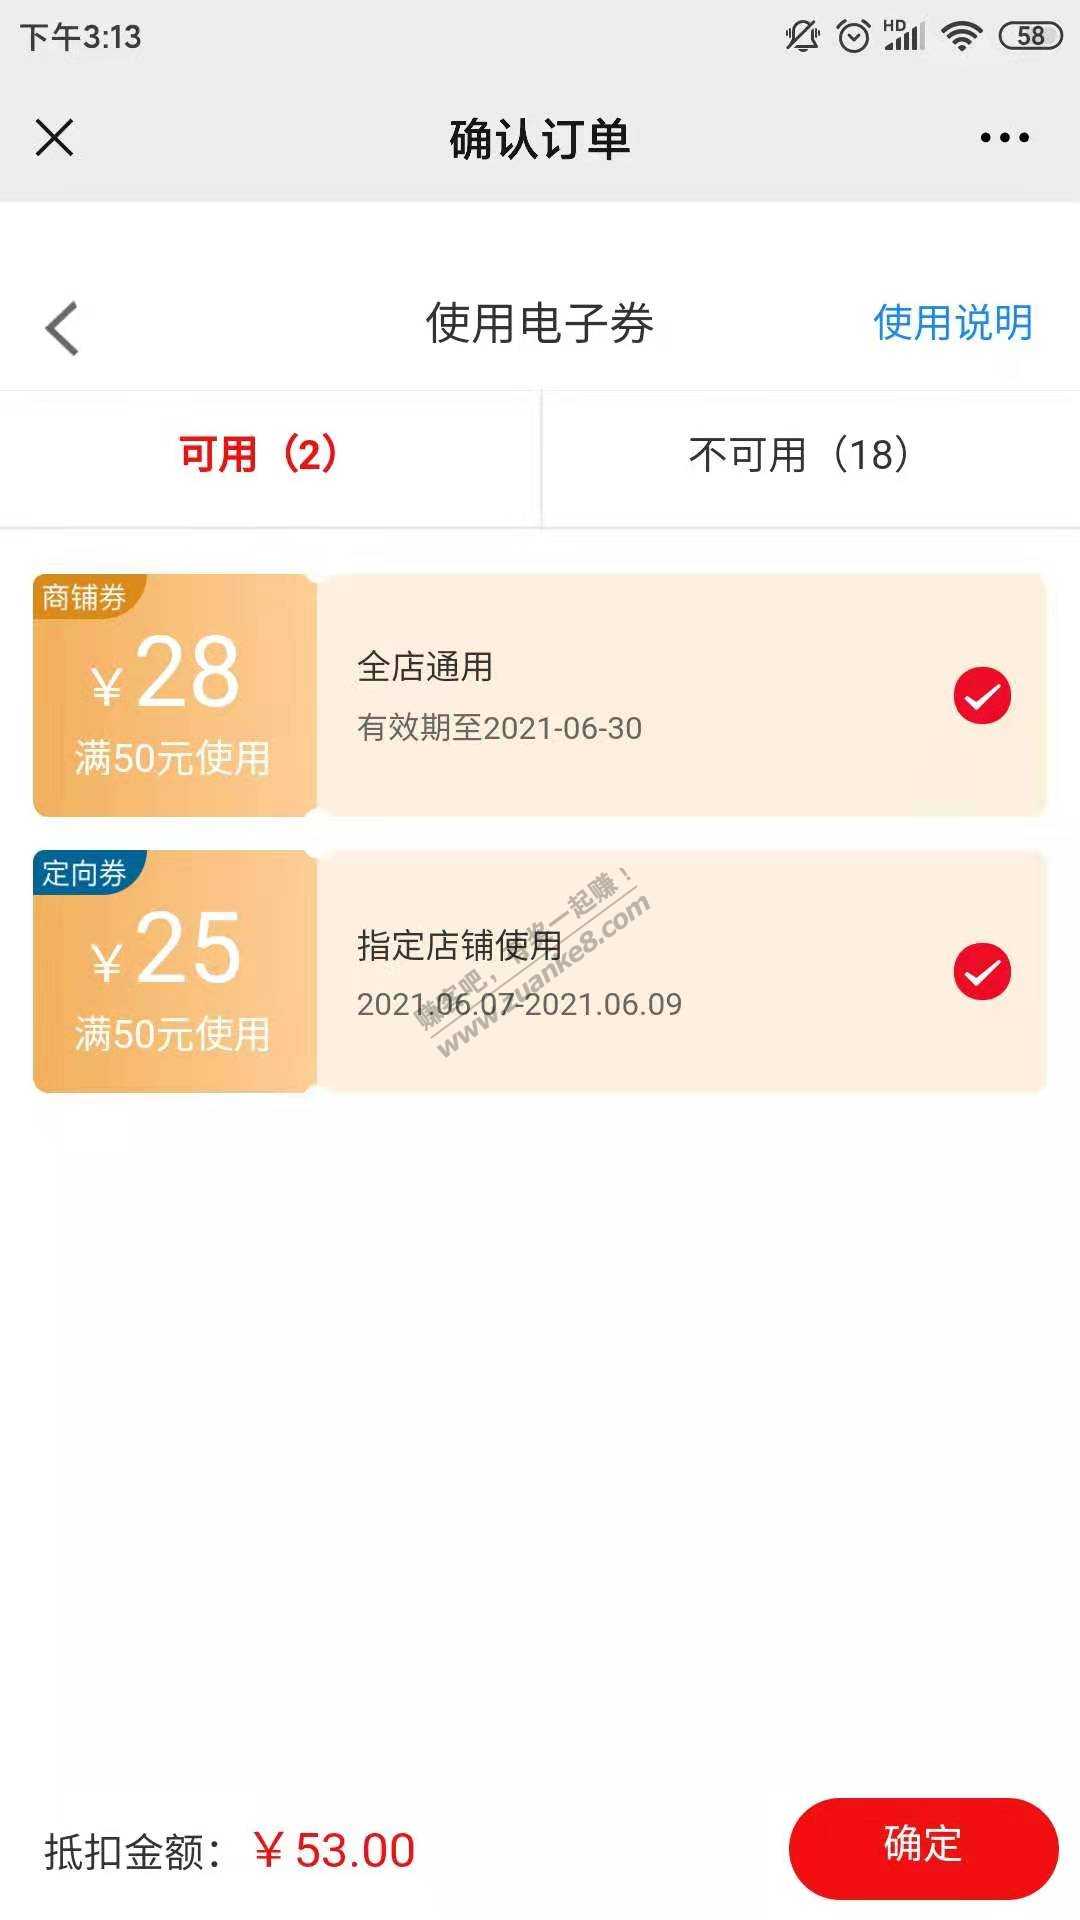 下午3:13
HD
58
确认订单
使用电子券
使用说明
可用（2）
不可用（18）
商铺券
￥28
满50元使用
全店通用
有效期至2021-06-30
定向券
￥25
满50元使用
指定店铺使用
2021.06.07-2021.06.09
赚客吧，有奖一起赚！
www.zuanke8.com
抵扣金额：￥53.00
确定